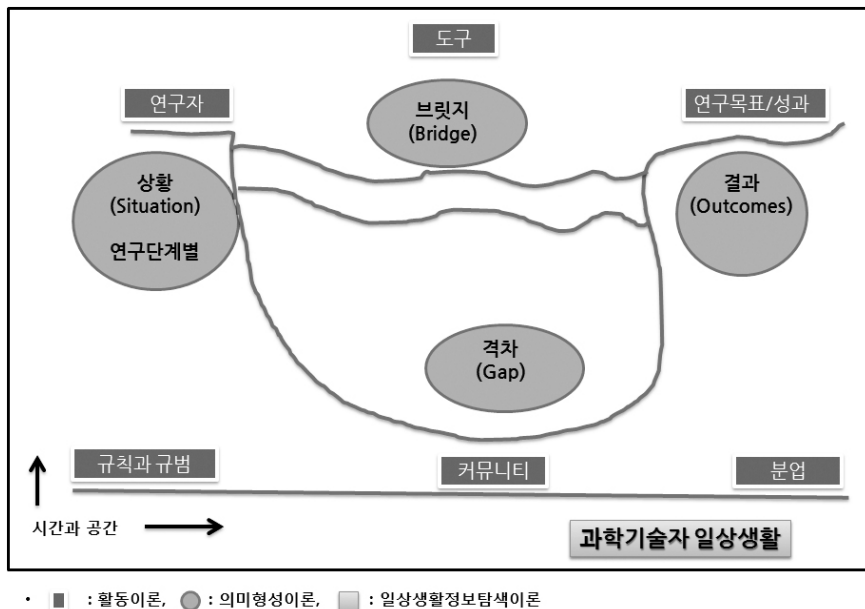 도구
연구자
브릿지
(Bridge)
연구목표/성과
상황
(Situation)
연구단계별
결과
(Outcomes)
격차
(Gap)
규칙과 규범
커뮤니티
분업
시간과 공간
과학기술자 일상생활
• : 활동이론, : 의미형성이론, : 일상생활정보탐색이론